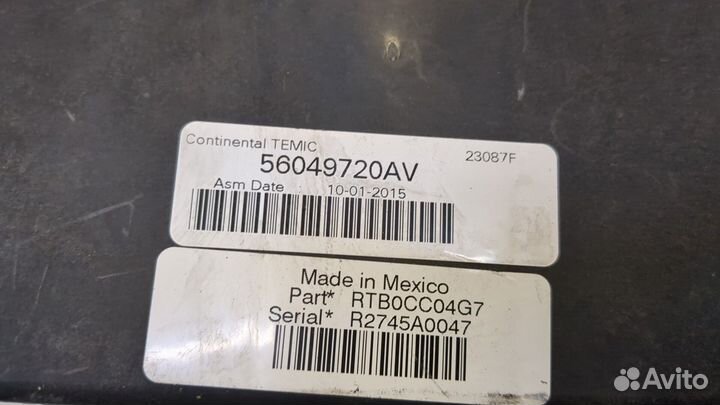 Continental TEMIC
23087F
56049720AV
Asm Date : 10-01-2015
Made in Mexico
Part* RTB0CC04G7
Serial* R2745A0047
Avito